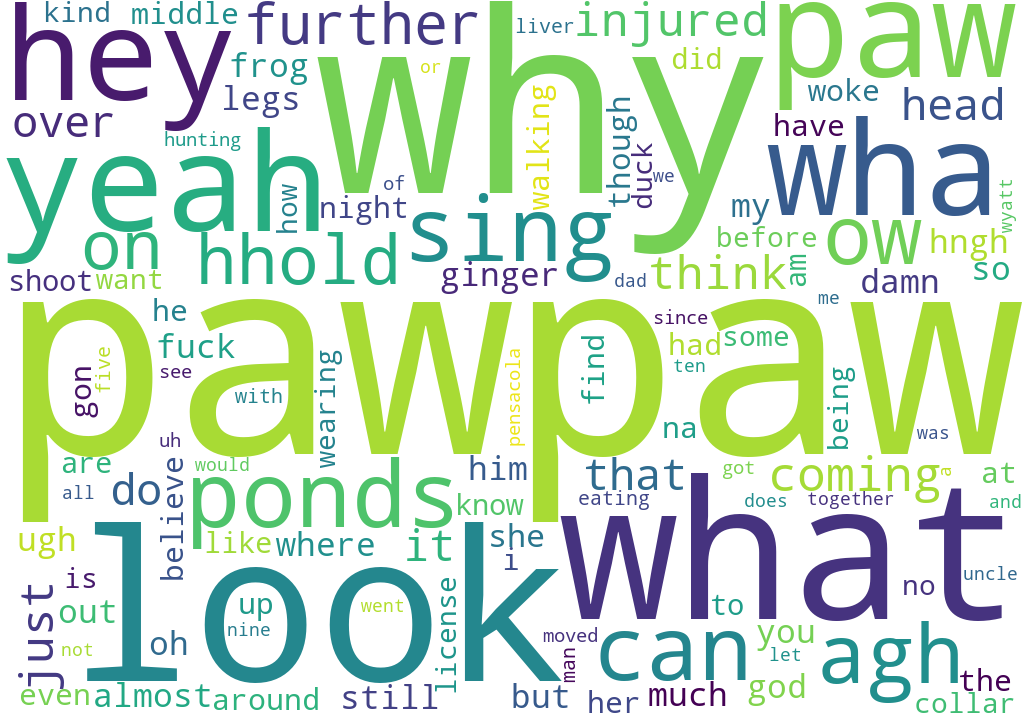 hey
kind
middle
further
why
or
liver
injured
paw
did
woke
head
have
over
frog
legs
hunting
yeah
how
of
night
walking
though
duck
we
wha
my
wyatt
on
hhold
sing
ginger
before
ow
hngh
so
shoot
want
dad
think
am
damn
me
pawpaw
he
fuck
see
gon
five
with
wearing
pensacola
find
since
had
some
ten
being
na
was
uh
are
all
believe
would
do
ponds
him
know
that
eating
got
coming
a
at
does
together
and
ugh
like
where
it
she
l
look
what
no
uncle
just
is
out
oh
up
nine
went
license
not
moved
man
can
to
you
let
agh
the
even
almost
around
still
but
her
much
god
collar